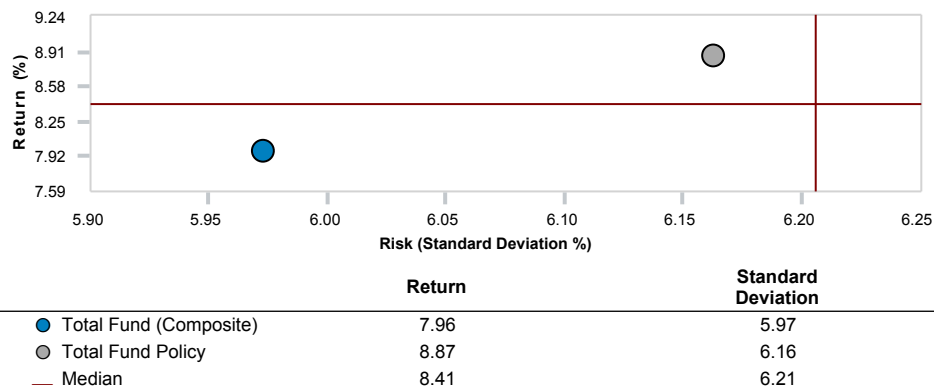 9.24
8.91
8.58
8.25
7.92
7.59
Return (%)
5.90 5.95 6.00 6.05 6.10 6.15 6.20 6.25
Risk (Standard Deviation %)
Return Standard Deviation
Total Fund (Composite) 7.96 5.97
Total Fund Policy 8.87 6.16
Median 8.41 6.21